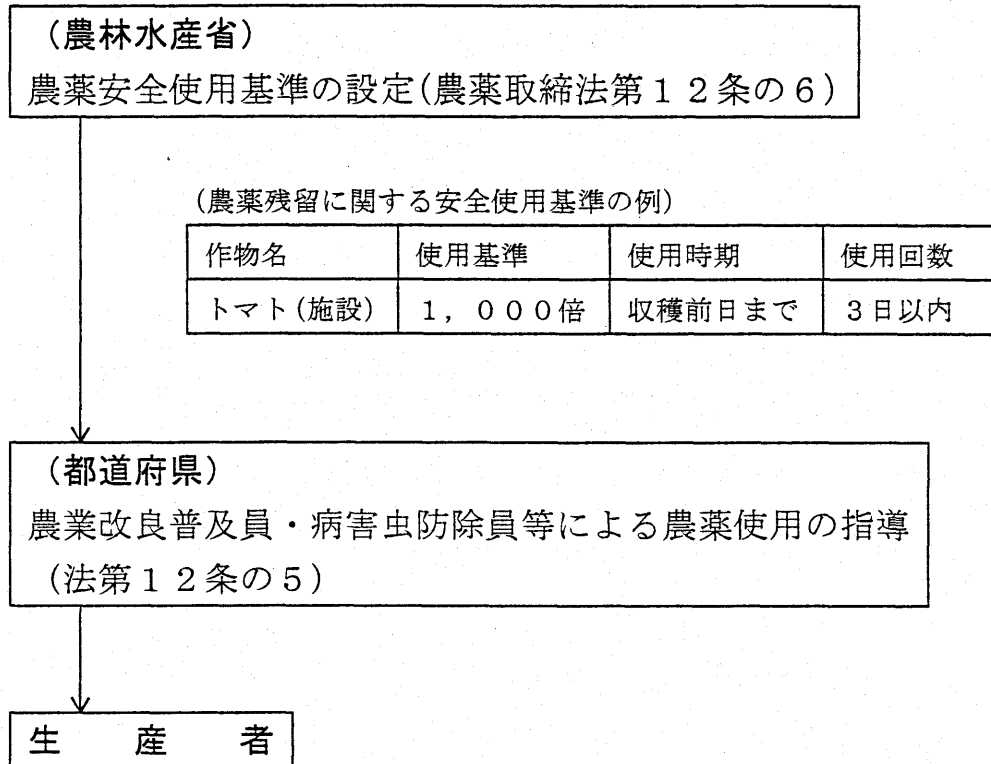 (農林水産省)
農薬安全使用基準の設定(農薬取締法第12条の6)
(農薬残留に関する安全使用基準の例)
作物名 使用基準 使用時期 使用回数
トマト(施設) 1,000倍 収穫前日まで 3日以内
(都道府県)
農業改良普及員・病害虫防除員等による農薬使用の指導
(法第12条の5)
生 産 者